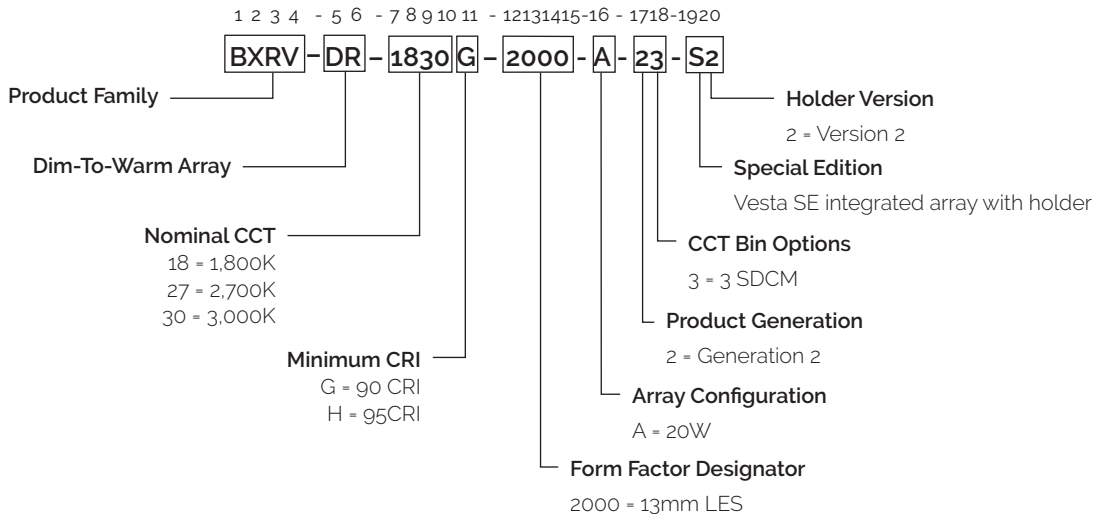 1 2 3 4 - 5 6 - 7 8 9 10 11 - 12131415-16 - 1718-1920
BXRV–DR–1830G–2000-A-23-S2
Product Family
Holder Version
2 = Version 2
Dim-To-Warm Array
Special Edition
Vesta SE integrated array with holder
Nominal CCT
18 = 1,800K
27 = 2,700K
30 = 3,000K
CCT Bin Options
3 = 3 SDCM
Product Generation
2 = Generation 2
Minimum CRI
G = 90 CRI
H = 95CRI
Array Configuration
A = 20W
Form Factor Designator
2000 = 13mm LES